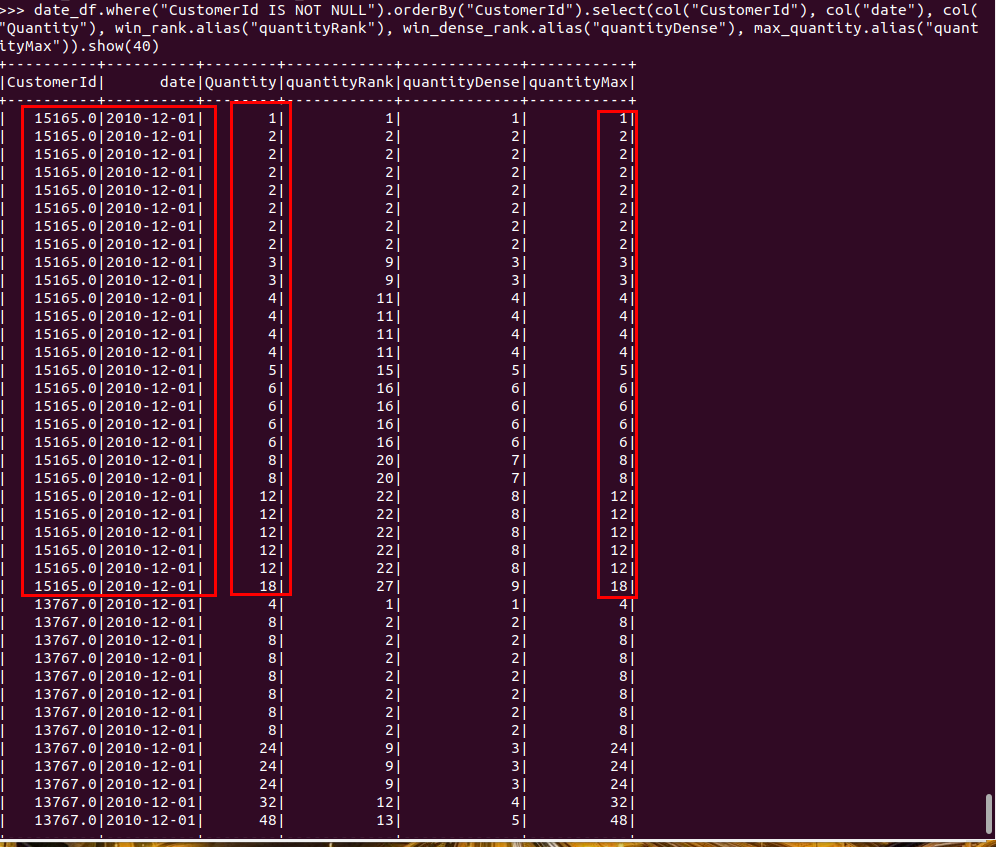 >>> date_df.where("CustomerId IS NOT NULL").orderBy("CustomerId").select(col("CustomerId"), col("date"), col(
"Quantity"), win_rank.alias("quantityRank"), win_dense_rank.alias("quantityDense"), max_quantity.alias("quant
ityMax")).show(40)
+----------+----------+--------+------------+-------------+-----------+
|CustomerId|      date|Quantity|quantityRank|quantityDense|quantityMax|
+----------+----------+--------+------------+-------------+-----------+
|   15165.0|2010-12-01|       1|           1|            1|          1|
|   15165.0|2010-12-01|       2|           2|            2|          2|
|   15165.0|2010-12-01|       2|           2|            2|          2|
|   15165.0|2010-12-01|       2|           2|            2|          2|
|   15165.0|2010-12-01|       2|           2|            2|          2|
|   15165.0|2010-12-01|       2|           2|            2|          2|
|   15165.0|2010-12-01|       2|           2|            2|          2|
|   15165.0|2010-12-01|       2|           2|            2|          2|
|   15165.0|2010-12-01|       3|           9|            3|          3|
|   15165.0|2010-12-01|       3|           9|            3|          3|
|   15165.0|2010-12-01|       4|          11|            4|          4|
|   15165.0|2010-12-01|       4|          11|            4|          4|
|   15165.0|2010-12-01|       4|          11|            4|          4|
|   15165.0|2010-12-01|       4|          11|            4|          4|
|   15165.0|2010-12-01|       5|          15|            5|          5|
|   15165.0|2010-12-01|       6|          16|            6|          6|
|   15165.0|2010-12-01|       6|          16|            6|          6|
|   15165.0|2010-12-01|       6|          16|            6|          6|
|   15165.0|2010-12-01|       6|          16|            6|          6|
|   15165.0|2010-12-01|       8|          20|            7|          8|
|   15165.0|2010-12-01|       8|          20|            7|          8|
|   15165.0|2010-12-01|      12|          22|            8|         12|
|   15165.0|2010-12-01|      12|          22|            8|         12|
|   15165.0|2010-12-01|      12|          22|            8|         12|
|   15165.0|2010-12-01|      12|          22|            8|         12|
|   15165.0|2010-12-01|      12|          22|            8|         12|
|   15165.0|2010-12-01|      18|          27|            9|         18|
|   13767.0|2010-12-01|       4|           1|            1|          4|
|   13767.0|2010-12-01|       8|           2|            2|          8|
|   13767.0|2010-12-01|       8|           2|            2|          8|
|   13767.0|2010-12-01|       8|           2|            2|          8|
|   13767.0|2010-12-01|       8|           2|            2|          8|
|   13767.0|2010-12-01|       8|           2|            2|          8|
|   13767.0|2010-12-01|       8|           2|            2|          8|
|   13767.0|2010-12-01|       8|           2|            2|          8|
|   13767.0|2010-12-01|      24|           9|            3|         24|
|   13767.0|2010-12-01|      24|           9|            3|         24|
|   13767.0|2010-12-01|      24|           9|            3|         24|
|   13767.0|2010-12-01|      32|          12|            4|         32|
|   13767.0|2010-12-01|      48|          13|            5|         48|